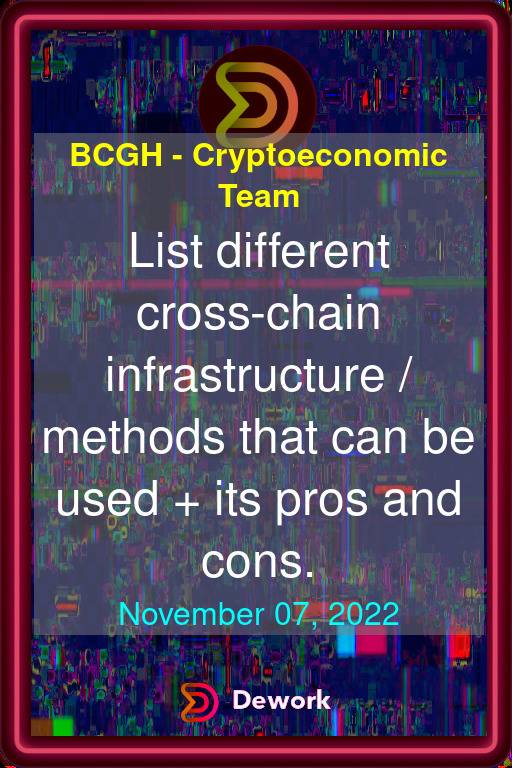 BCGH - Cryptoeconomic
Team
List different
cross-chain
infrastructure /
methods that can be
used + its pros and
cons.
November 07, 2022
Dework